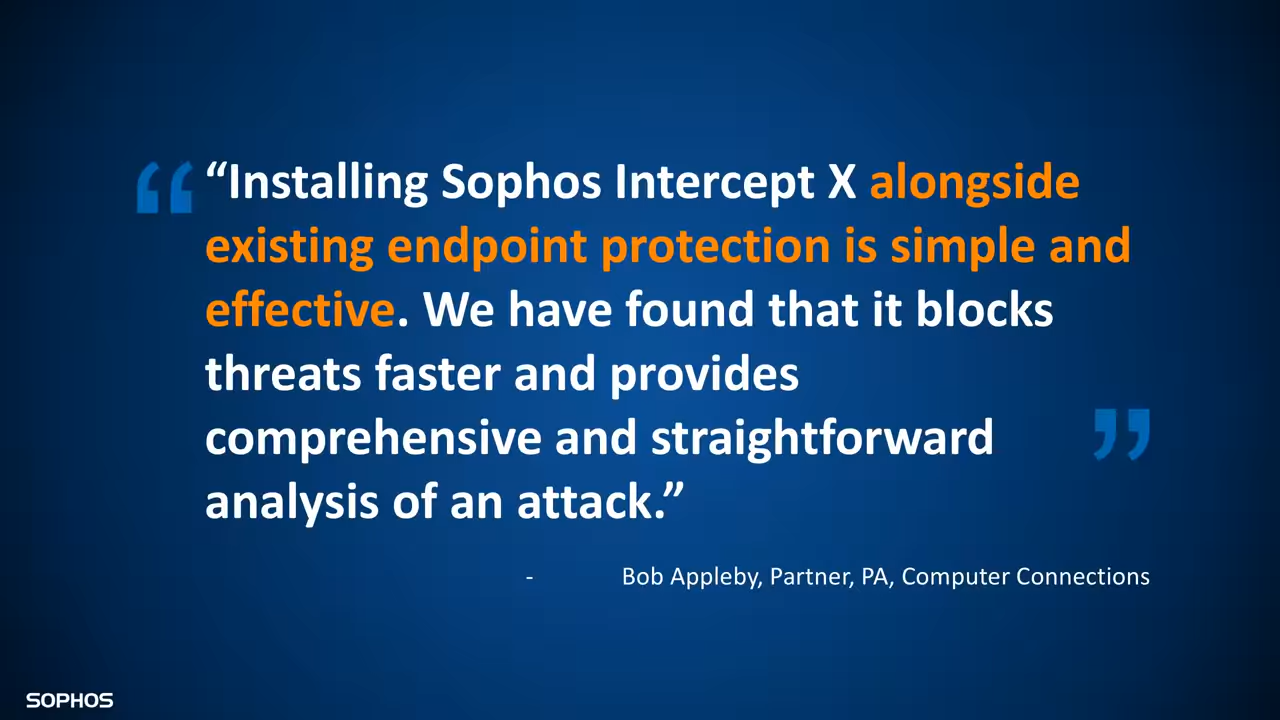 “Installing Sophos Intercept X alongside
existing endpoint protection is simple and
effective. We have found that it blocks
threats faster and provides
comprehensive and straightforward
analysis of an attack.”
- Bob Appleby, Partner, PA, Computer Connections
SOPHOS